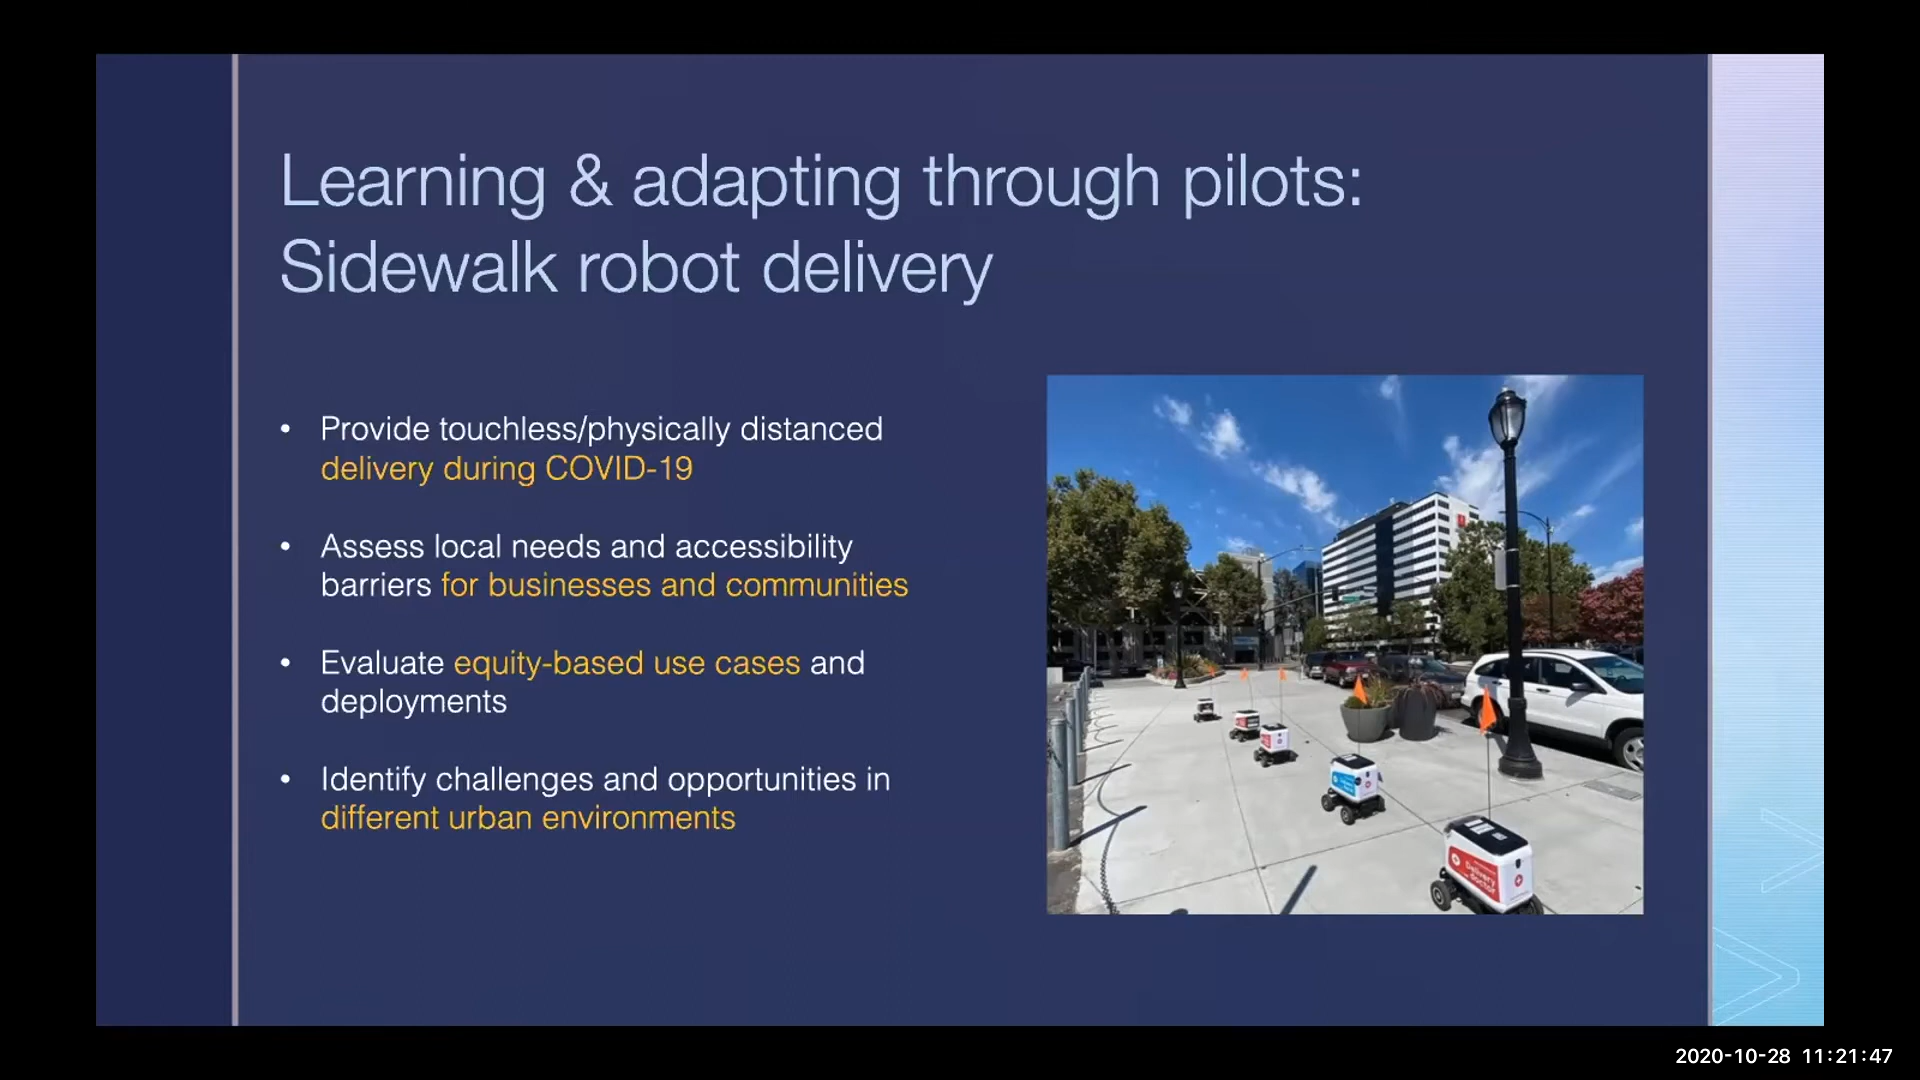 Learning & adapting through pilots:
Sidewalk robot delivery
• Provide touchless/physically distanced
delivery during COVID-19
• Assess local needs and accessibility
barriers for businesses and communities
• Evaluate equity-based use cases and
deployments
• Identify challenges and opportunities in
different urban environments
Delivery
doctor
2020-10-28 11:21:47